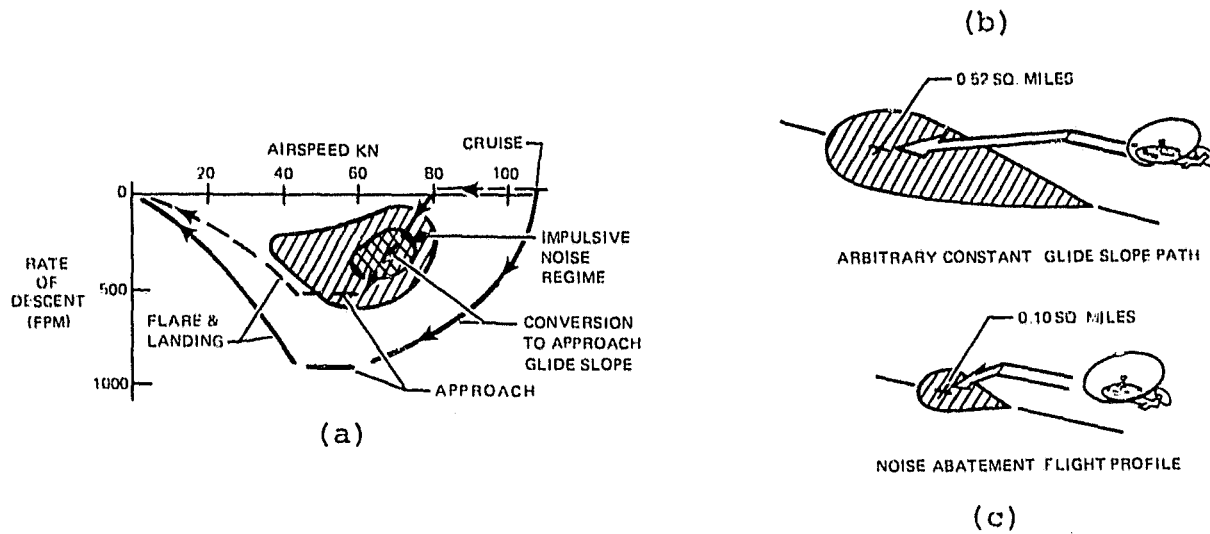 (b)
0.52 SQ. MILES
ARBITRARY CONSTANT GLIDE SLOPE PATH
0.10 SQ MILES
NOISE ABATEMENT FLIGHT PROFILE
(c)
AIRSPEED KN
CRUISE
20 40 60 80 100
0
500
1000
RATE
OF
DESCENT
(FPM)
IMPULSIVE
NOISE
REGIME
CONVERSION
TO APPROACH
GLIDE SLOPE
FLARE &
LANDING
APPROACH
(a)